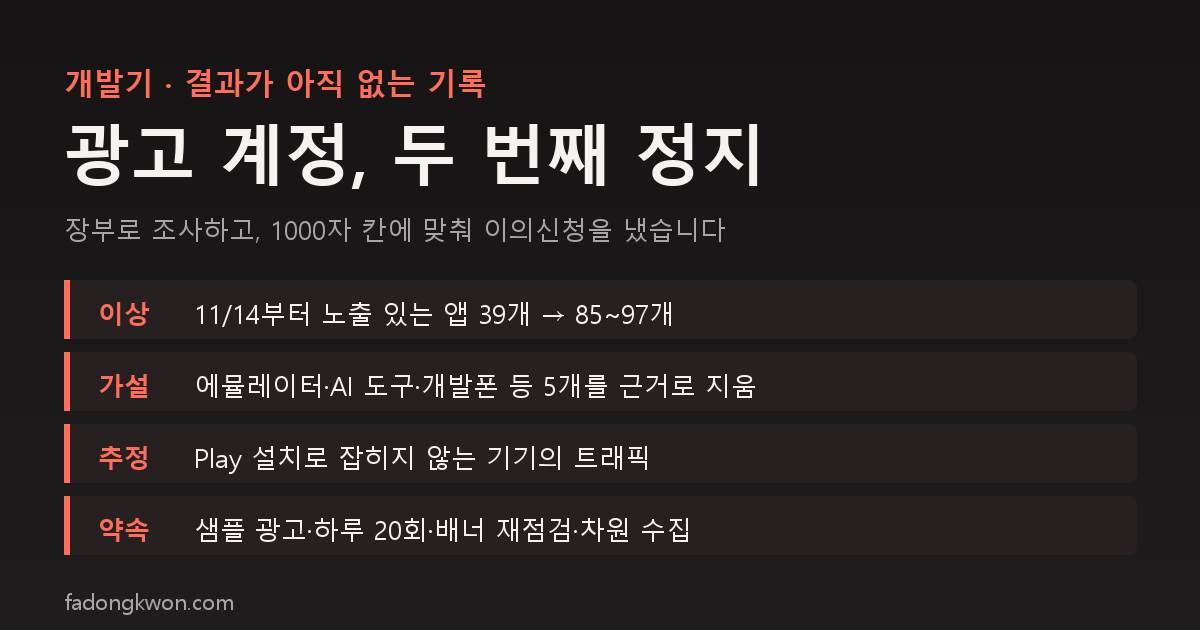 개발기 · 결과가 아직 없는 기록
광고 계정, 두 번째 정지
장부로 조사하고, 1000자 칸에 맞춰 이의신청을 냈습니다
이상 11/14부터 노출 있는 앱 39개 → 85~97개
가설 에뮬레이터·AI 도구·개발폰 등 5개를 근거로 지움
추정 Play 설치로 잡히지 않는 기기의 트래픽
약속 샘플 광고·하루 20회·배너 재점검·차원 수집
fadongkwon.com